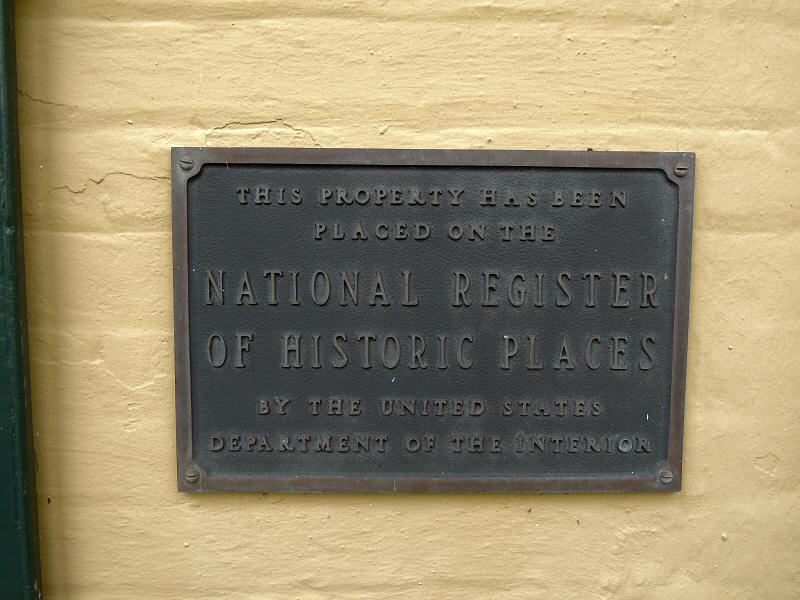 THIS PROPERTY HAS BEEN
PLACED ON THE
NATIONAL REGISTER
OF HISTORIC PLACES
BY THE UNITED STATES
DEPARTMENT OF THE INTERIOR